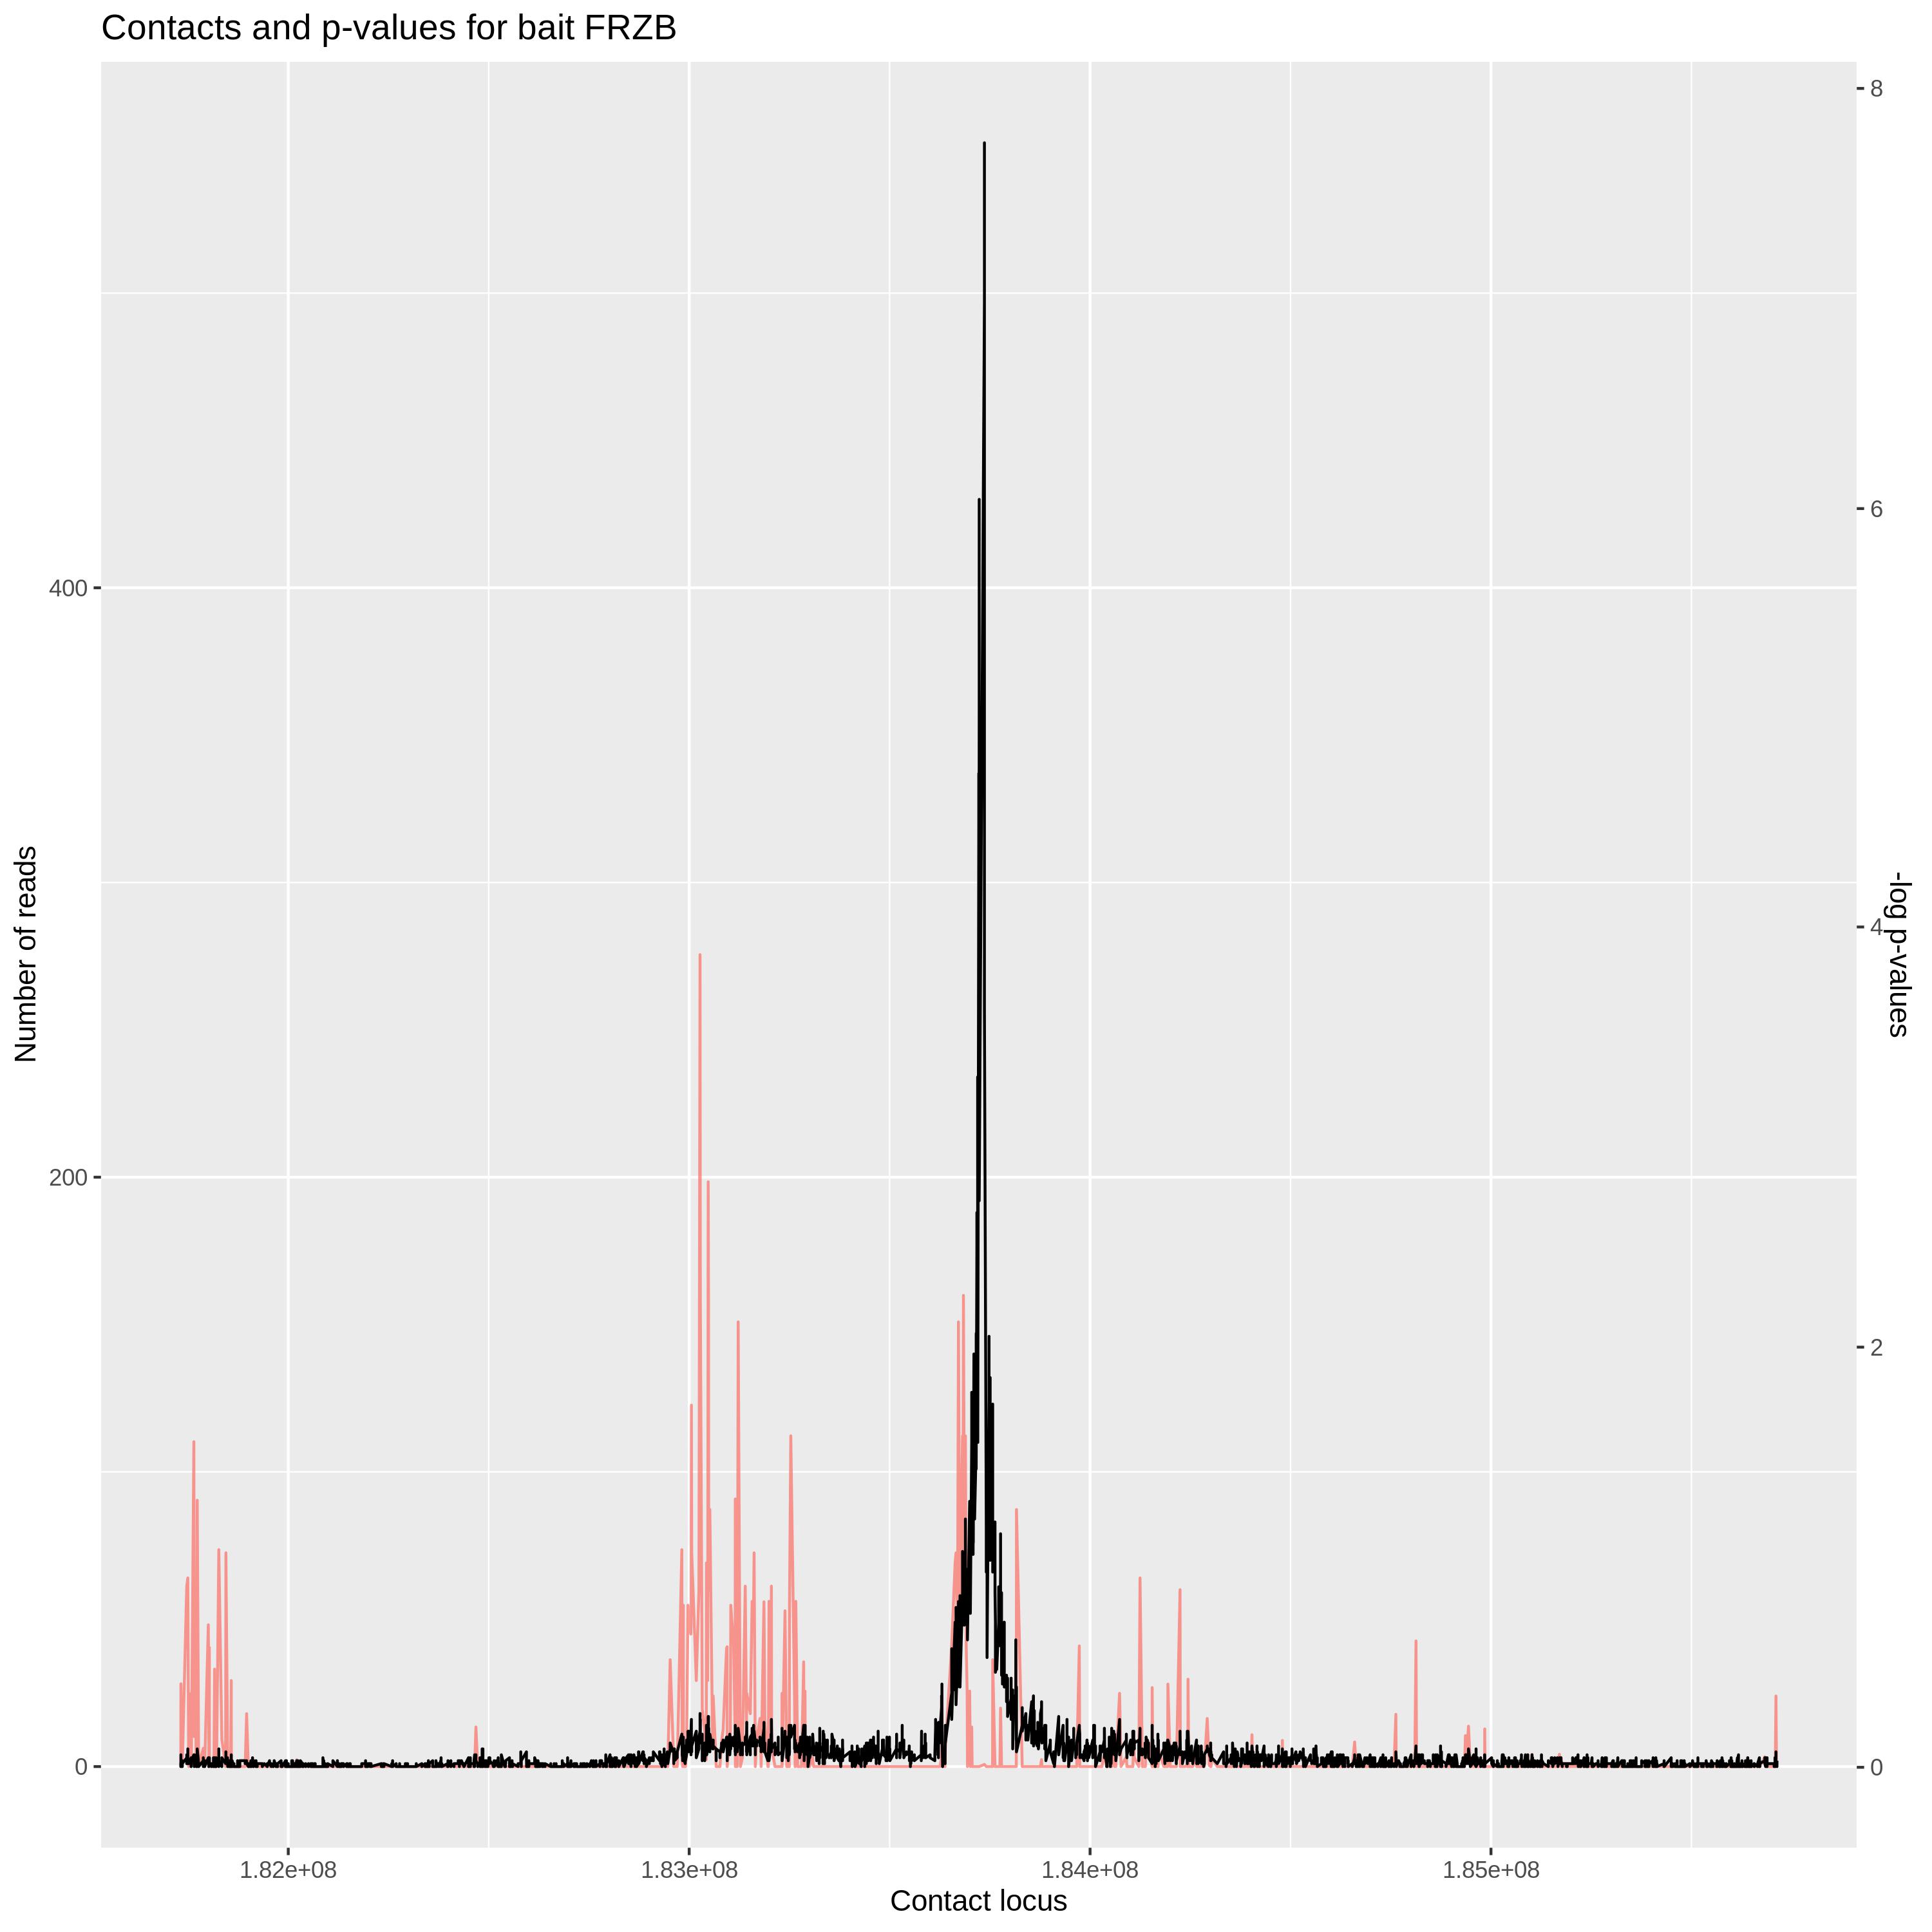 Contacts and p-values for bait FRZB
Number of reads
400
200
0
8
6
4
2
0
-log p-values
1.82e+08
1.83e+08
1.84e+08
1.85e+08
Contact locus